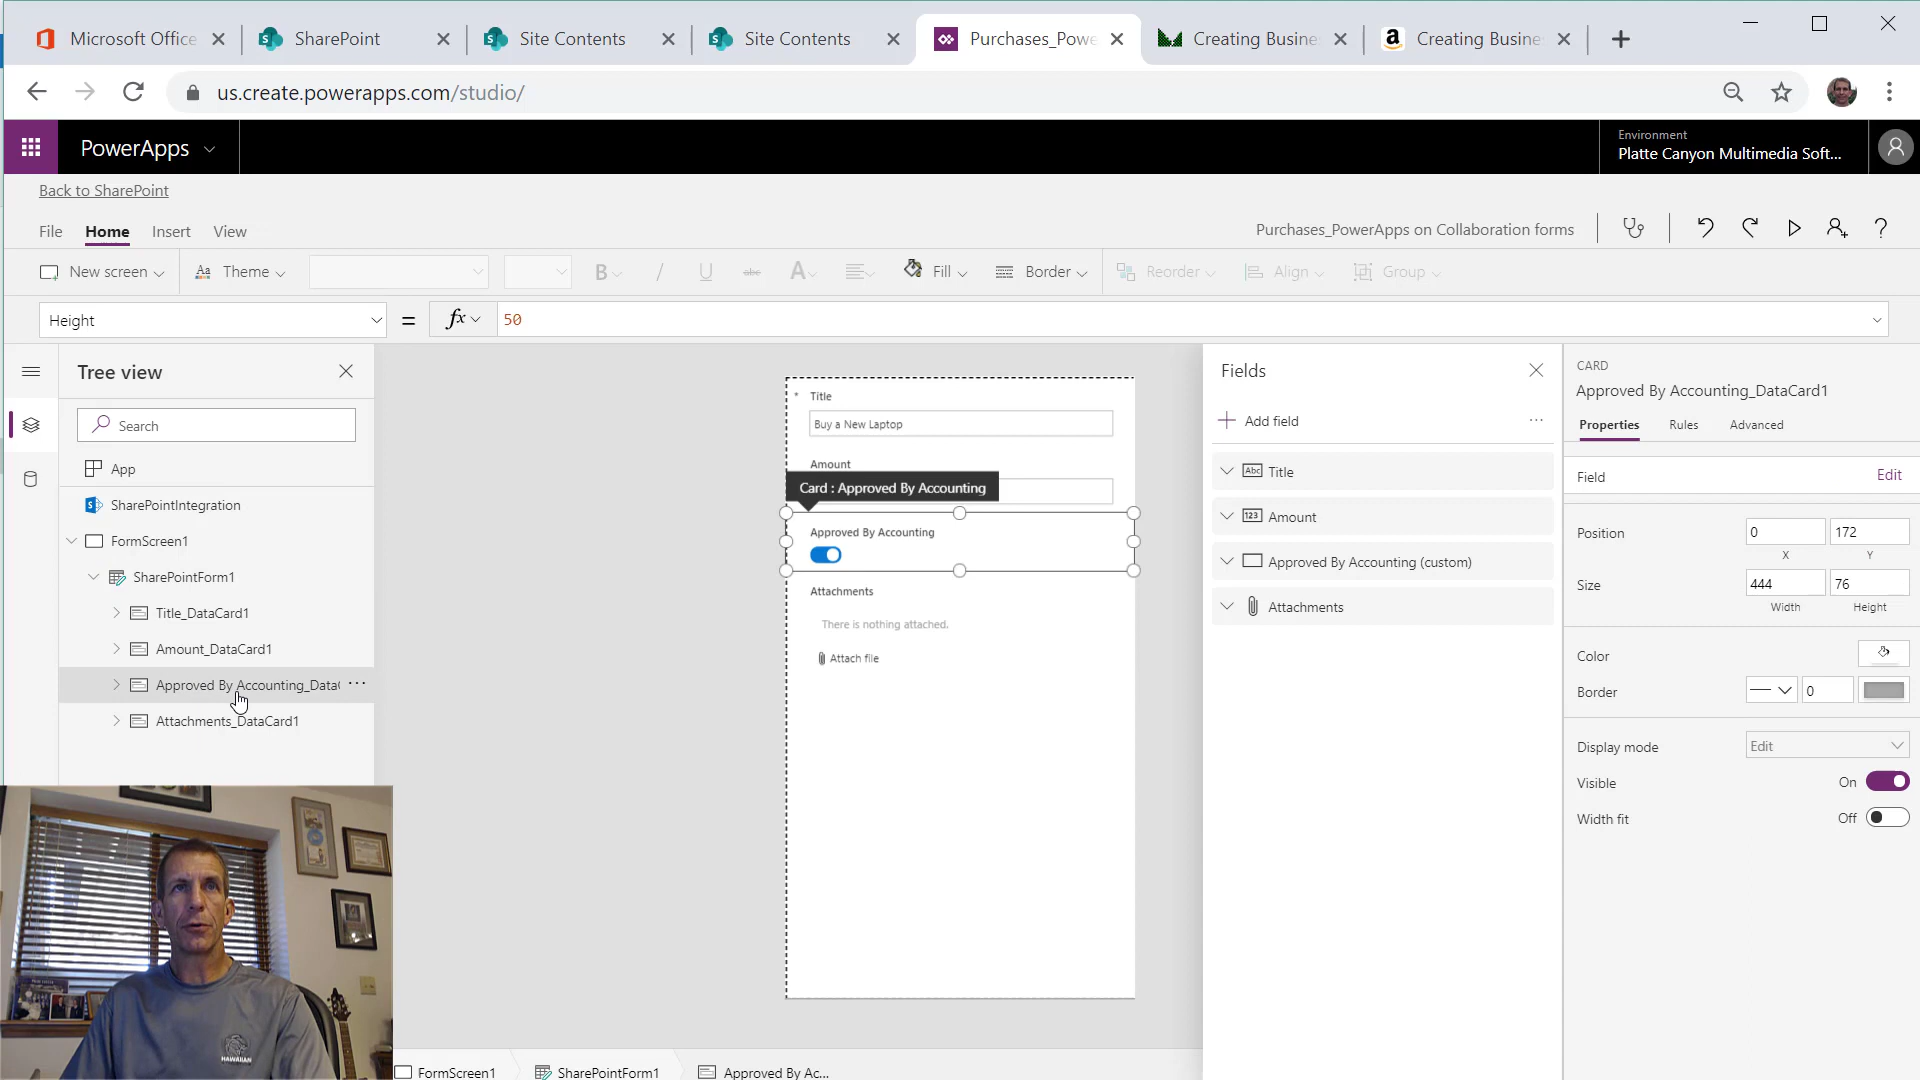 Microsoft Office
SharePoint
Site Contents
Site Contents
Purchases_Powe
Creating Busine
Creating Busine
us.create.powerapps.com/studio/
PowerApps
Environment
Platte Canyon Multimedia Soft...
Back to SharePoint
File Home Insert View
Purchases_PowerApps on Collaboration forms
New screen
Theme
B / U abc A
Fill
Border
Reorder
Align
Group
Height = fx 50
Tree view
Search
App
SharePointIntegration
FormScreen1
SharePointForm1
Title_DataCard1
Amount_DataCard1
Approved By Accounting_Data
Attachments_DataCard1
* Title
Buy a New Laptop
Amount
Card : Approved By Accounting
Approved By Accounting
Attachments
There is nothing attached.
Attach file
Fields
Add field
Abc Title
123 Amount
Approved By Accounting (custom)
Attachments
CARD
Approved By Accounting_DataCard1
Properties Rules Advanced
Field Edit
Position 0 172
X Y
Size 444 76
Width Height
Color
Border 0
Display mode Edit
Visible On
Width fit Off
HAWAIIAN
FormScreen1
SharePointForm1
Approved By Ac...